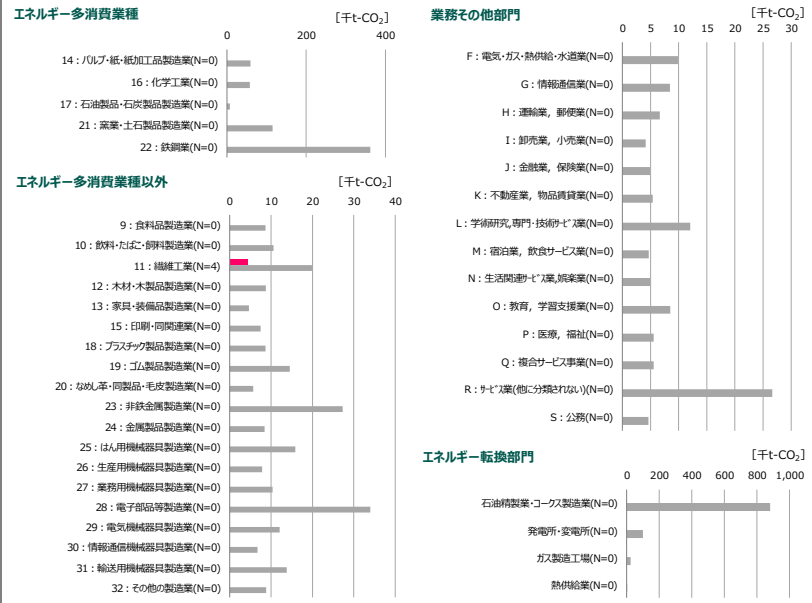 エネルギー多消費業種
[千t-CO₂]
0 200 400
14：パルプ・紙・紙加工品製造業(N=0)
16：化学工業(N=0)
17：石油製品・石炭製品製造業(N=0)
21：窯業・土石製品製造業(N=0)
22：鉄鋼業(N=0)
エネルギー多消費業種以外
[千t-CO₂]
0 10 20 30 40
9：食料品製造業(N=0)
10：飲料・たばこ・飼料製造業(N=0)
11：繊維工業(N=4)
12：木材・木製品製造業(N=0)
13：家具・装備品製造業(N=0)
15：印刷・同関連業(N=0)
18：プラスチック製品製造業(N=0)
19：ゴム製品製造業(N=0)
20：なめし革・同製品・毛皮製造業(N=0)
23：非鉄金属製造業(N=0)
24：金属製品製造業(N=0)
25：はん用機械器具製造業(N=0)
26：生産用機械器具製造業(N=0)
27：業務用機械器具製造業(N=0)
28：電子部品等製造業(N=0)
29：電気機械器具製造業(N=0)
30：情報通信機械器具製造業(N=0)
31：輸送用機械器具製造業(N=0)
32：その他の製造業(N=0)
業務その他部門
[千t-CO₂]
0 5 10 15 20 25 30
F：電気・ガス・熱供給・水道業(N=0)
G：情報通信業(N=0)
H：運輸業，郵便業(N=0)
I：卸売業，小売業(N=0)
J：金融業，保険業(N=0)
K：不動産業，物品賃貸業(N=0)
L：学術研究,専門・技術ｻｰﾋﾞｽ業(N=0)
M：宿泊業，飲食サービス業(N=0)
N：生活関連ｻｰﾋﾞｽ業,娯楽業(N=0)
O：教育，学習支援業(N=0)
P：医療，福祉(N=0)
Q：複合サービス事業(N=0)
R：ｻｰﾋﾞｽ業(他に分類されない)(N=0)
S：公務(N=0)
エネルギー転換部門
[千t-CO₂]
0 200 400 600 800 1,000
石油精製業・コークス製造業(N=0)
発電所・変電所(N=0)
ガス製造工場(N=0)
熱供給業(N=0)